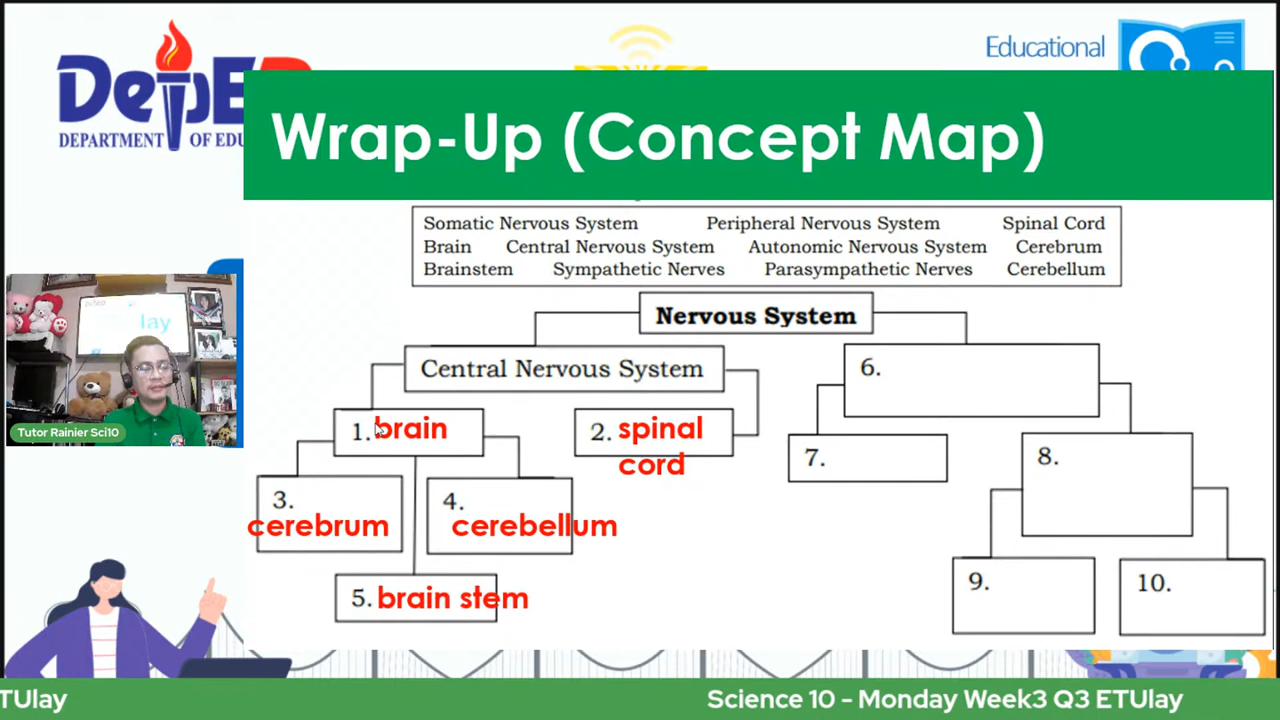 DepED
DEPARTMENT OF EDU
Educational
Wrap-Up (Concept Map)
Somatic Nervous System Peripheral Nervous System Spinal Cord
Brain Central Nervous System Autonomic Nervous System Cerebrum
Brainstem Sympathetic Nerves Parasympathetic Nerves Cerebellum
Nervous System
Central Nervous System
6.
1. brain
2. spinal
cord
7.
8.
3.
cerebrum
4.
cerebellum
5. brain stem
9.
10.
lay
Tutor Rainier Sci10
TUlay
Science 10 - Monday Week3 Q3 ETUlay